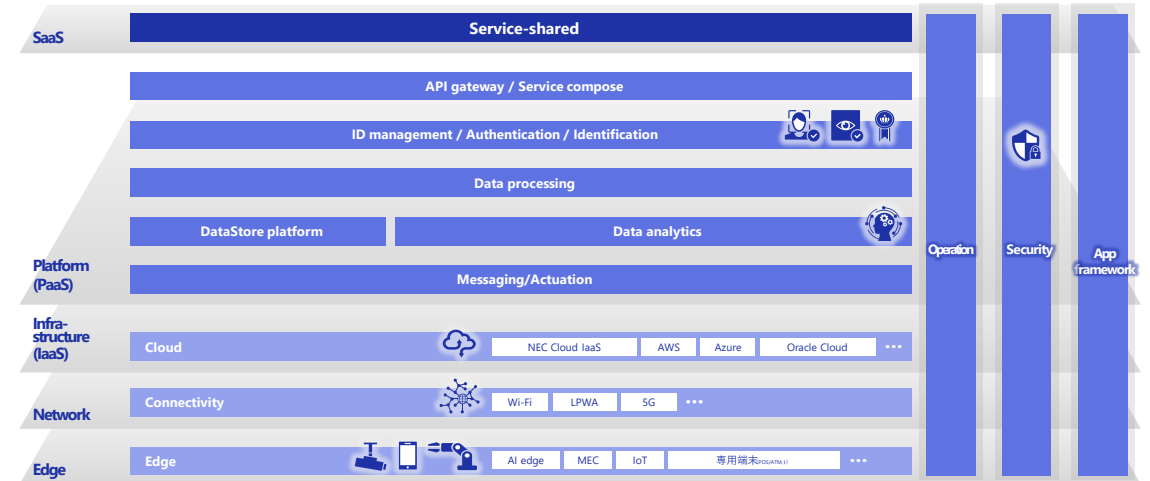 SaaS
Service-shared
API gateway / Service compose
ID management / Authentication / Identification
Data processing
DataStore platform
Data analytics
Platform
(PaaS)
Messaging/Actuation
Infra-
structure
(IaaS)
Cloud
NEC Cloud IaaS
AWS
Azure
Oracle Cloud
...
Network
Connectivity
Wi-Fi
LPWA
5G
...
Edge
Edge
AI edge
MEC
IoT
専用端末(POS/ATM,t)
...
Operation
Security
App
framework